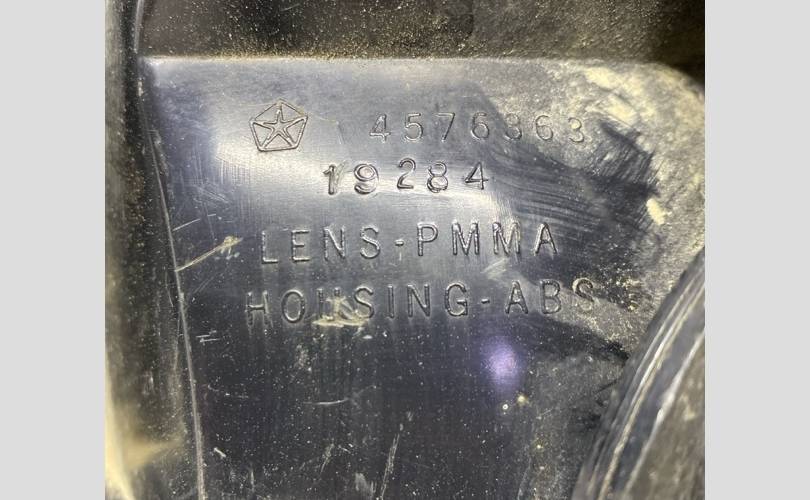 4576363
19284
LENS-PMMA
HOUSING-ABS